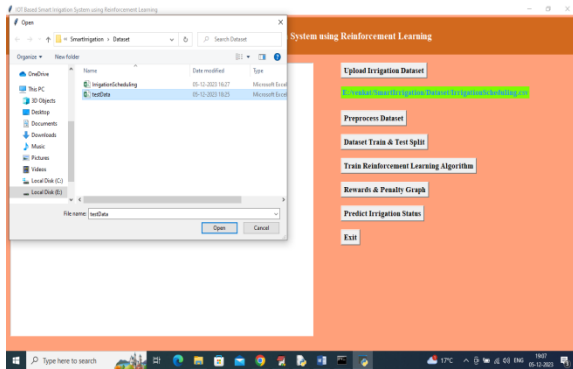 IOT Based Smart Irrigation System using Reinforcement Learning
Open
SmartIrrigation > Dataset
Search Dataset
System using Reinforcement Learning
Organize
New folder
Name
Date modified
Type
OneDrive
IrrigationScheduling
05-12-2023 16:27
Microsoft Excel
This PC
testData
05-12-2023 18:25
Microsoft Excel
3D Objects
Desktop
Documents
Downloads
Music
Pictures
Videos
Local Disk (C:)
Local Disk (E:)
File name:
testData
Open
Cancel
Upload Irrigation Dataset
E:/venkat/SmartIrrigation/Dataset/IrrigationScheduling.csv
Preprocess Dataset
Dataset Train & Test Split
Train Reinforcement Learning Algorithm
Rewards & Penalty Graph
Predict Irrigation Status
Exit
Type here to search
17°C
ENG
19:07
05-12-2023